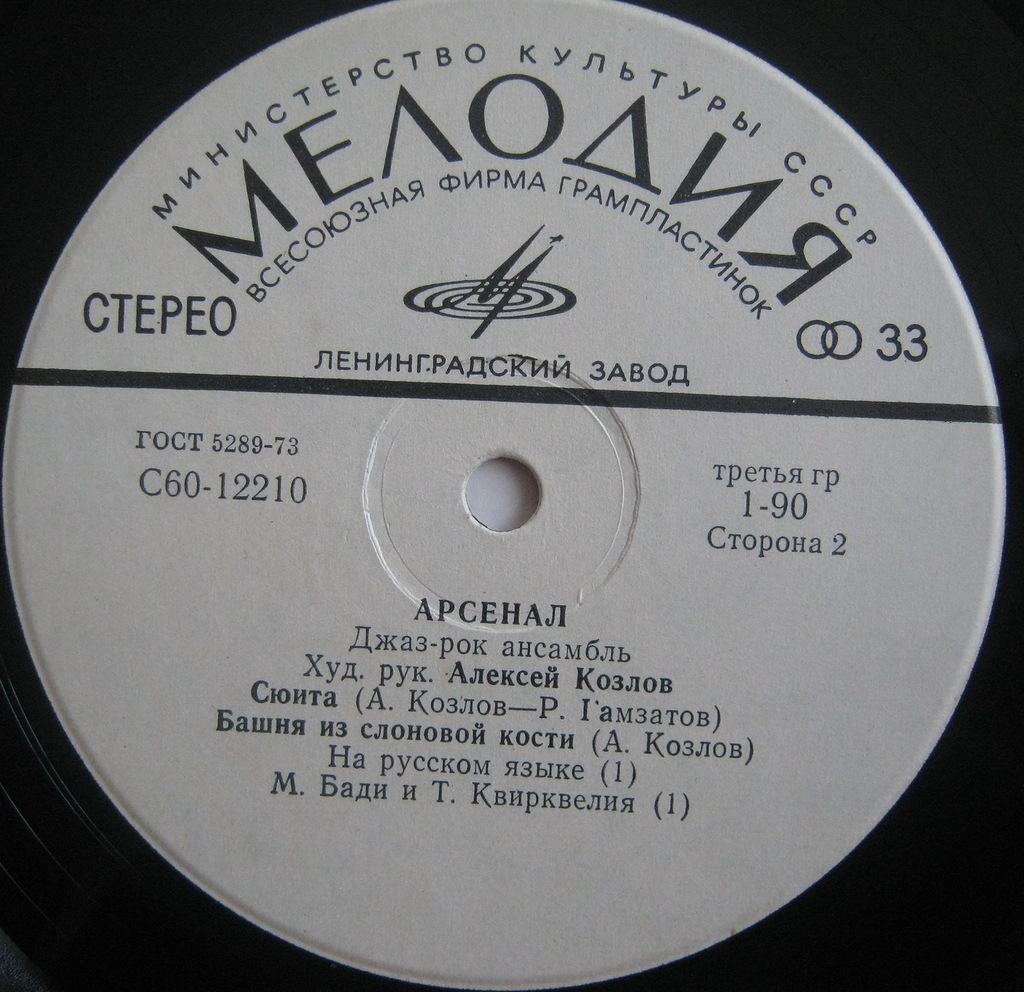 МИНИСТЕРСТВО КУЛЬТУРЫ СССР
МЕЛОДИЯ
ВСЕСОЮЗНАЯ ФИРМА ГРАМПЛАСТИНОК
СТЕРЕО
33
ЛЕНИНГРАДСКИЙ ЗАВОД
ГОСТ 5289-73
С60-12210
третья гр
1-90
Сторона 2
АРСЕНАЛ
Джаз-рок ансамбль
Худ. рук. Алексей Козлов
Сюита (А. Козлов—Р. Гамзатов)
Башня из слоновой кости (А. Козлов)
На русском языке (1)
М. Бади и Т. Квирквелия (1)